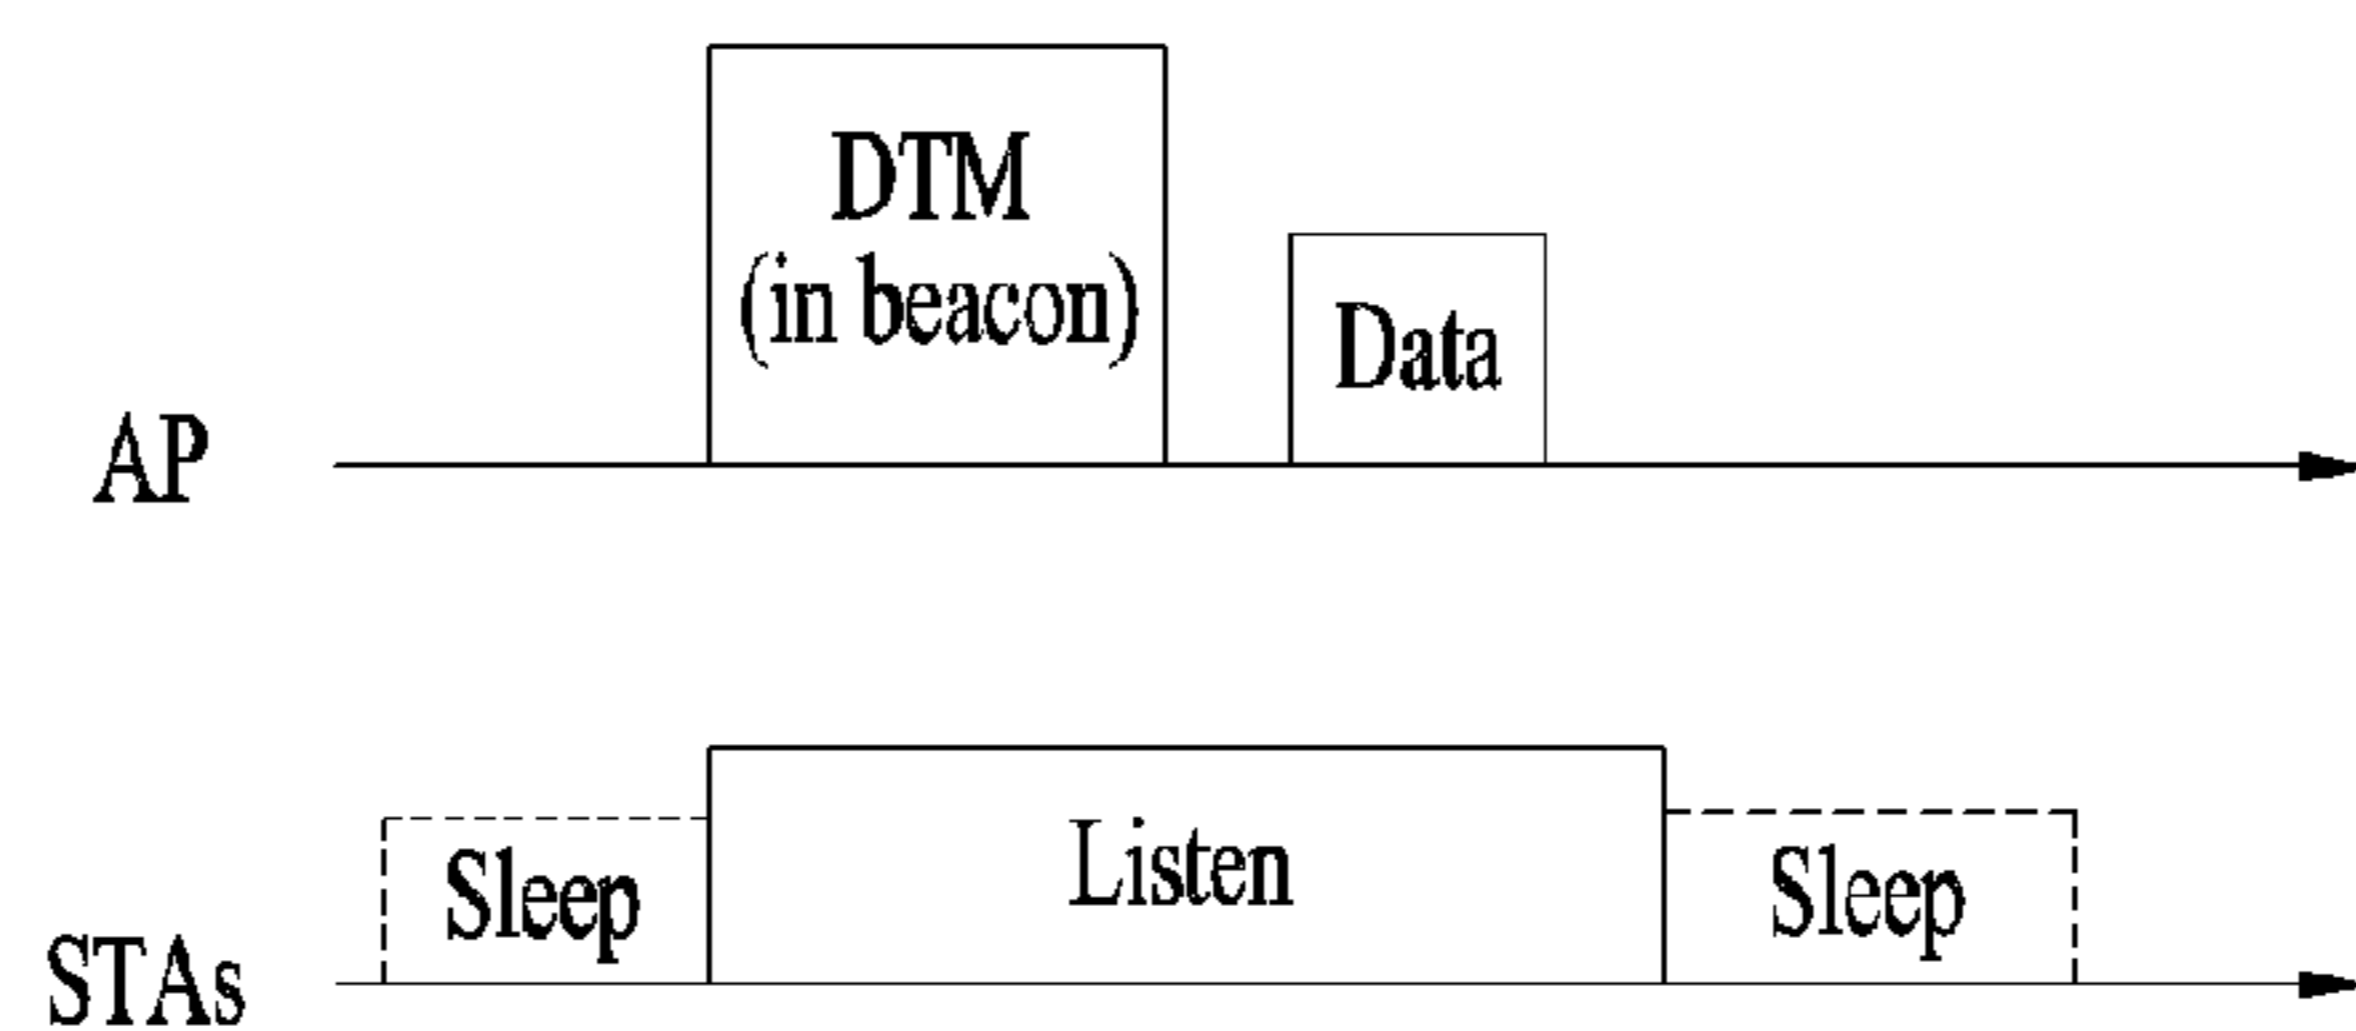 DTM
(in beacon)
Data
AP
Listen
Sleep
Sleep
STAs